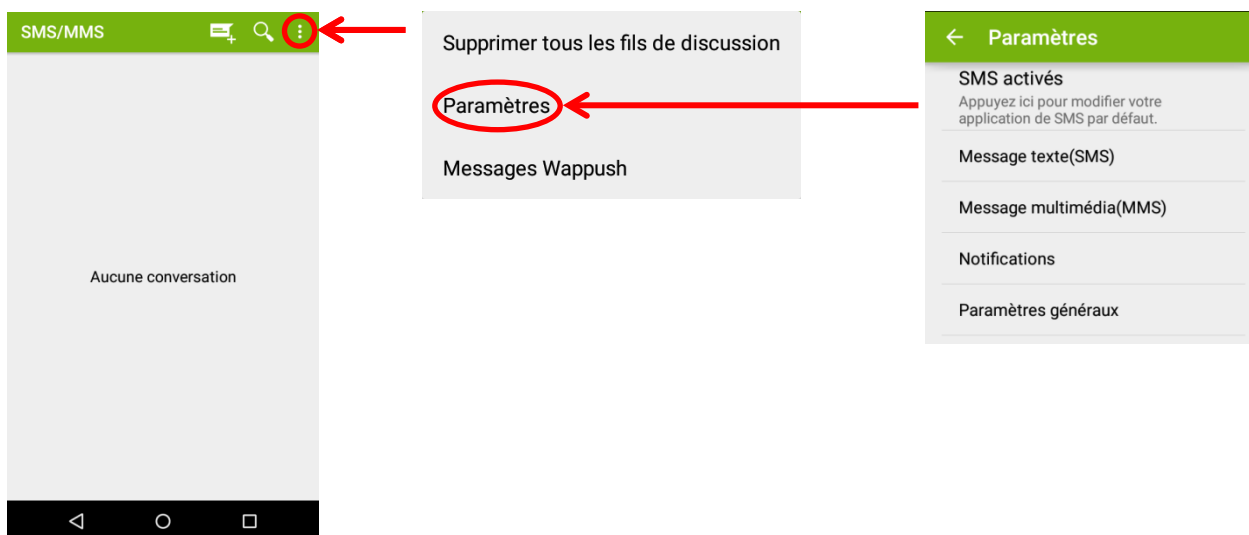 SMS/MMS
Aucune conversation
Supprimer tous les fils de discussion
Paramètres
Messages Wappush
Paramètres
SMS activés
Appuyez ici pour modifier votre
application de SMS par défaut.
Message texte(SMS)
Message multimédia(MMS)
Notifications
Paramètres généraux